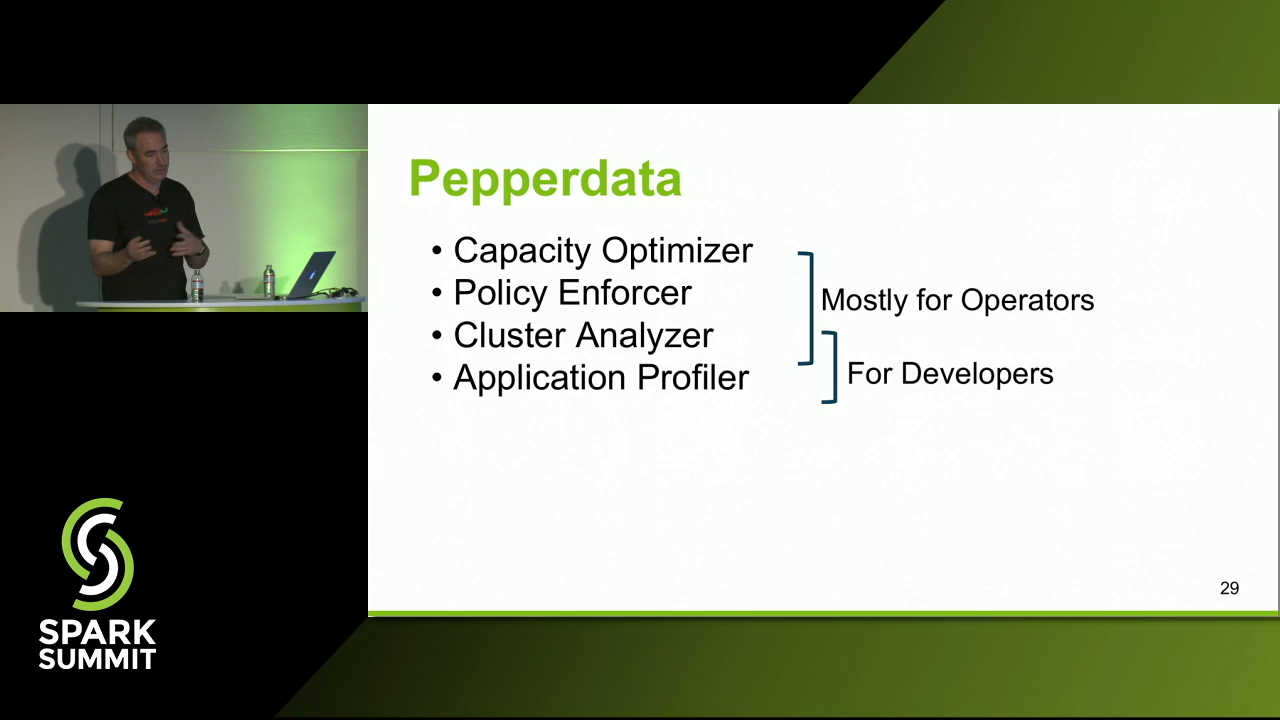 Pepperdata
• Capacity Optimizer
• Policy Enforcer
• Cluster Analyzer
• Application Profiler
Mostly for Operators
For Developers
29
SPARK
SUMMIT